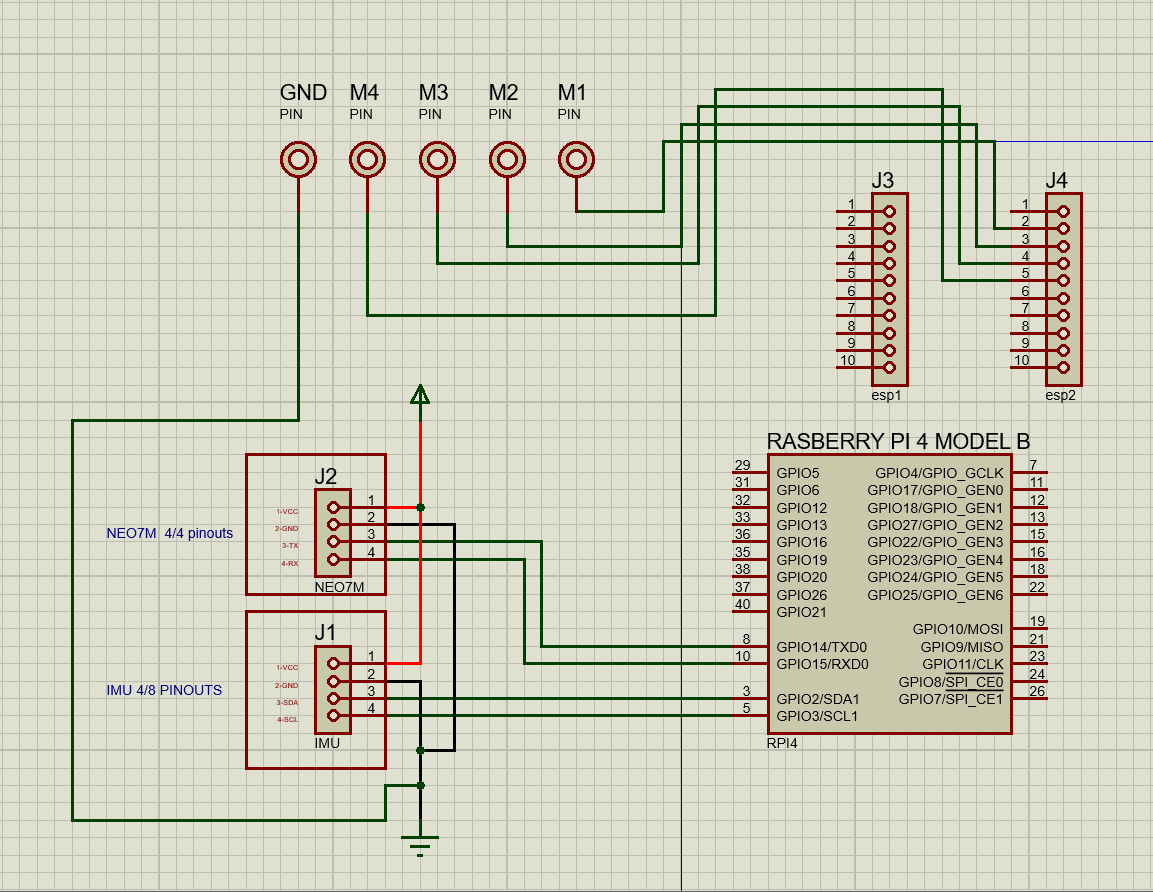 GND M4 M3 M2 M1
PIN PIN PIN PIN PIN
J3 J4
1 1
2 2
3 3
4 4
5 5
6 6
7 7
8 8
9 9
10 10
esp1 esp2
RASBERRY PI 4 MODEL B
29 GPIO5 GPIO4/GPIO_GCLK 7
31 GPIO6 GPIO17/GPIO_GEN0 11
32 GPIO12 GPIO18/GPIO_GEN1 12
33 GPIO13 GPIO27/GPIO_GEN2 13
36 GPIO16 GPIO22/GPIO_GEN3 15
35 GPIO19 GPIO23/GPIO_GEN4 16
38 GPIO20 GPIO24/GPIO_GEN5 18
37 GPIO26 GPIO25/GPIO_GEN6 22
40 GPIO21
GPIO10/MOSI 19
8 GPIO14/TXD0 GPIO9/MISO 21
10 GPIO15/RXD0 GPIO11/CLK 23
GPIO8/SPI_CE0 24
3 GPIO2/SDA1 GPIO7/SPI_CE1 26
5 GPIO3/SCL1
RPI4
J2
1-VCC 1
2-GND 2
3-TX 3
4-RX 4
NEO7M 4/4 pinouts
NEO7M
J1
1-VCC 1
2-GND 2
3-SDA 3
4-SCL 4
IMU 4/8 PINOUTS
IMU